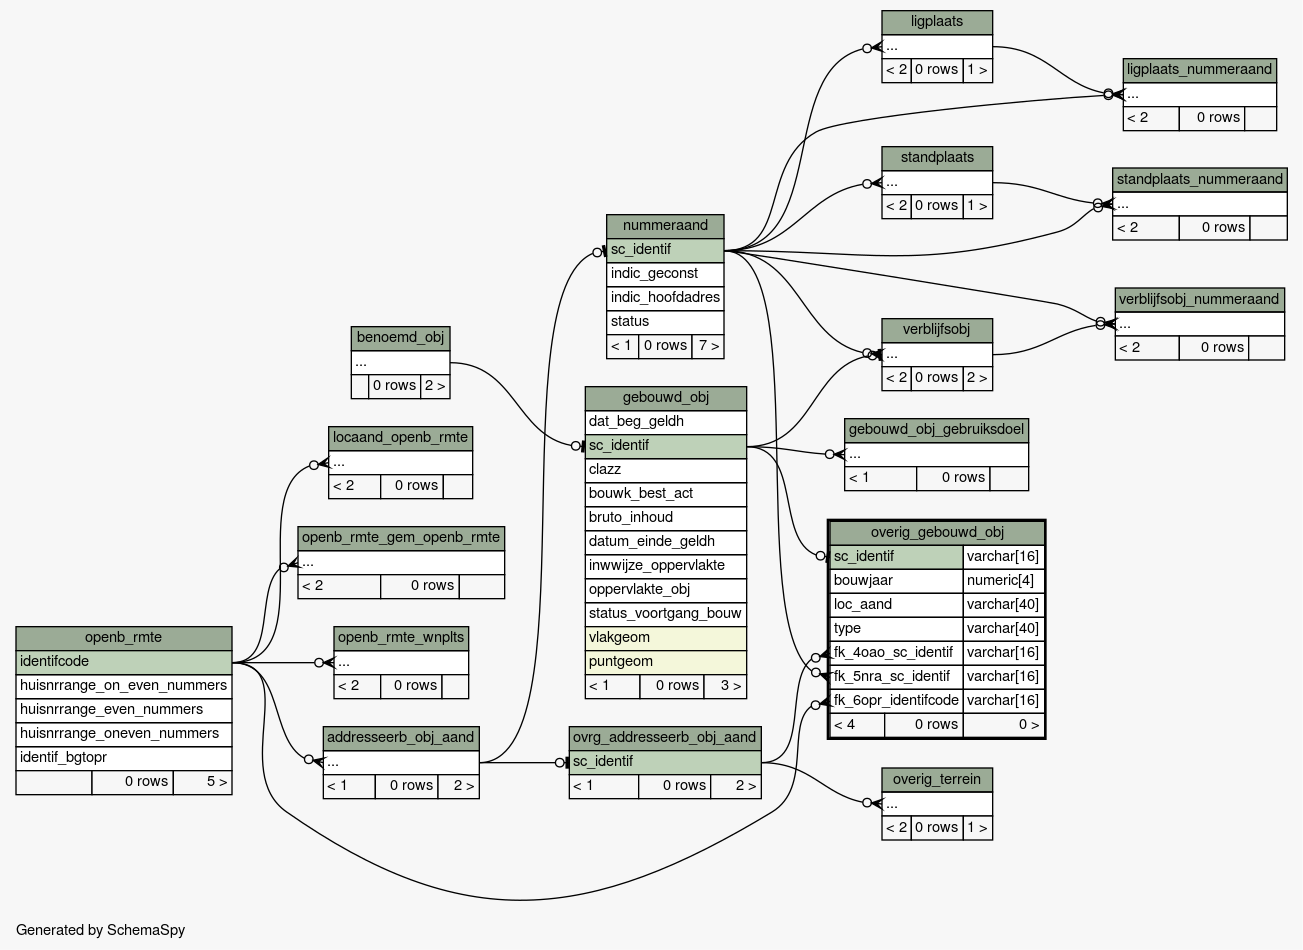 ligplaats
...
< 2 0 rows 1 >
ligplaats_nummeraand
...
< 2 0 rows
standplaats
...
< 2 0 rows 1 >
standplaats_nummeraand
...
< 2 0 rows
nummeraand
sc_identif
indic_geconst
indic_hoofdadres
status
< 1 0 rows 7 >
verblijfsobj_nummeraand
...
< 2 0 rows
verblijfsobj
...
< 2 0 rows 2 >
benoemd_obj
...
0 rows 2 >
gebouwd_obj
dat_beg_geldh
sc_identif
clazz
bouwk_best_act
bruto_inhoud
datum_einde_geldh
inwwijze_oppervlakte
oppervlakte_obj
status_voortgang_bouw
vlakgeom
puntgeom
< 1 0 rows 3 >
gebouwd_obj_gebruiksdoel
...
< 1 0 rows
locaand_openb_rmte
...
< 2 0 rows
openb_rmte_gem_openb_rmte
...
< 2 0 rows
overig_gebouwd_obj
sc_identif varchar[16]
bouwjaar numeric[4]
loc_aand varchar[40]
type varchar[40]
fk_4oao_sc_identif varchar[16]
fk_5nra_sc_identif varchar[16]
fk_6opr_identifcode varchar[16]
< 4 0 rows 0 >
openb_rmte
identifcode
huisnrrange_on_even_nummers
huisnrrange_even_nummers
huisnrrange_oneven_nummers
identif_bgtopr
0 rows 5 >
openb_rmte_wnplts
...
< 2 0 rows
addresseerb_obj_aand
...
< 1 0 rows 2 >
ovrg_addresseerb_obj_aand
sc_identif
< 1 0 rows 2 >
overig_terrein
...
< 2 0 rows 1 >
Generated by SchemaSpy